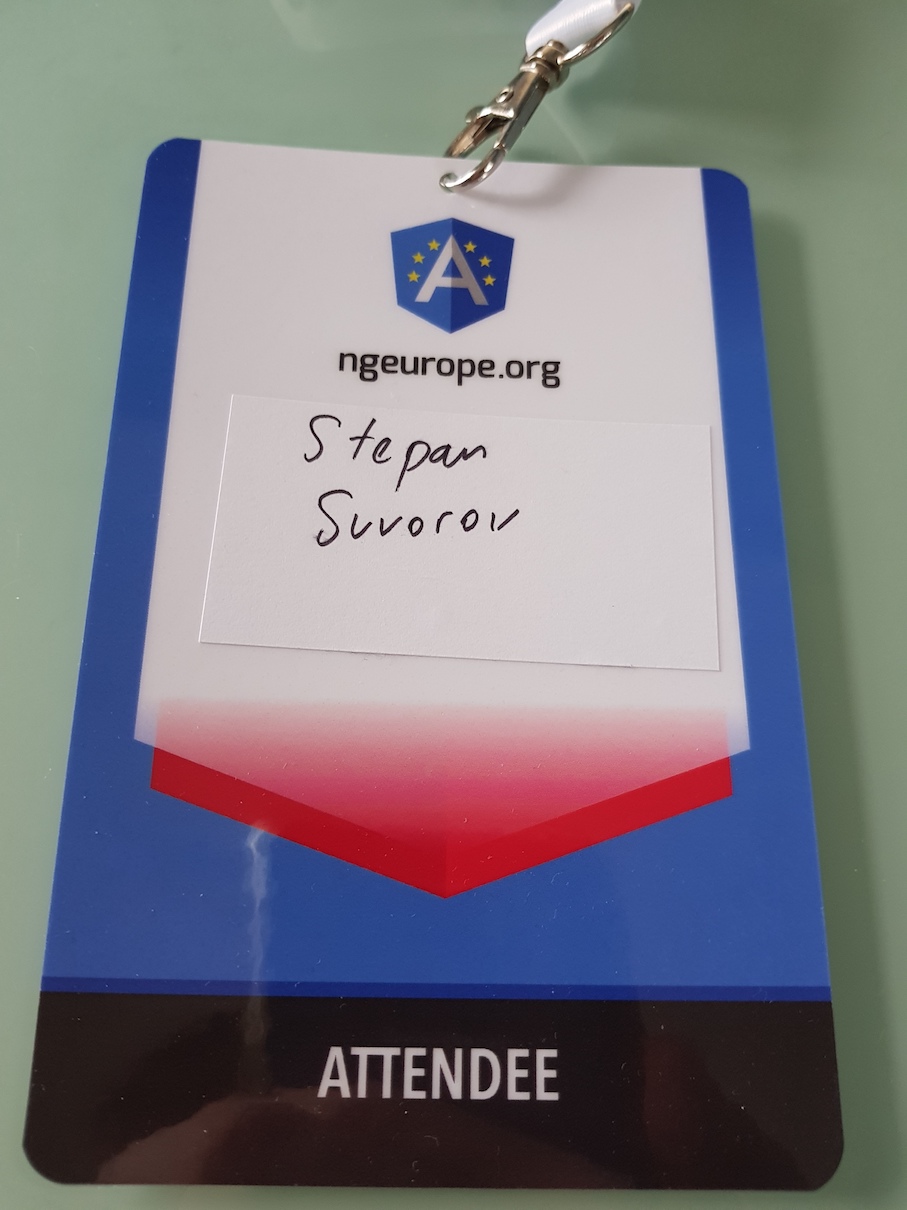 A
ngeurope.org
Stepan
Suvorov
ATTENDEE